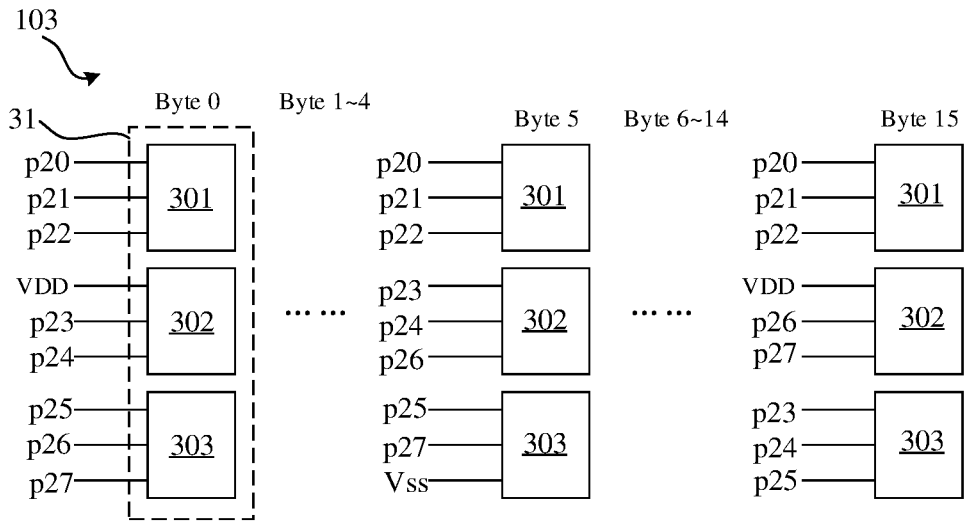 103
Byte 0 Byte 1~4
Byte 5 Byte 6~14 Byte 15
31
p20 p20 p20
p21 301 p21 301 p21 301
p22 p22 p22
VDD p23 VDD
p23 302 p24 302 p26 302
p24 p26 p27
...... ......
p25 p25 p23
p26 303 p27 303 p24 303
p27 Vss p25